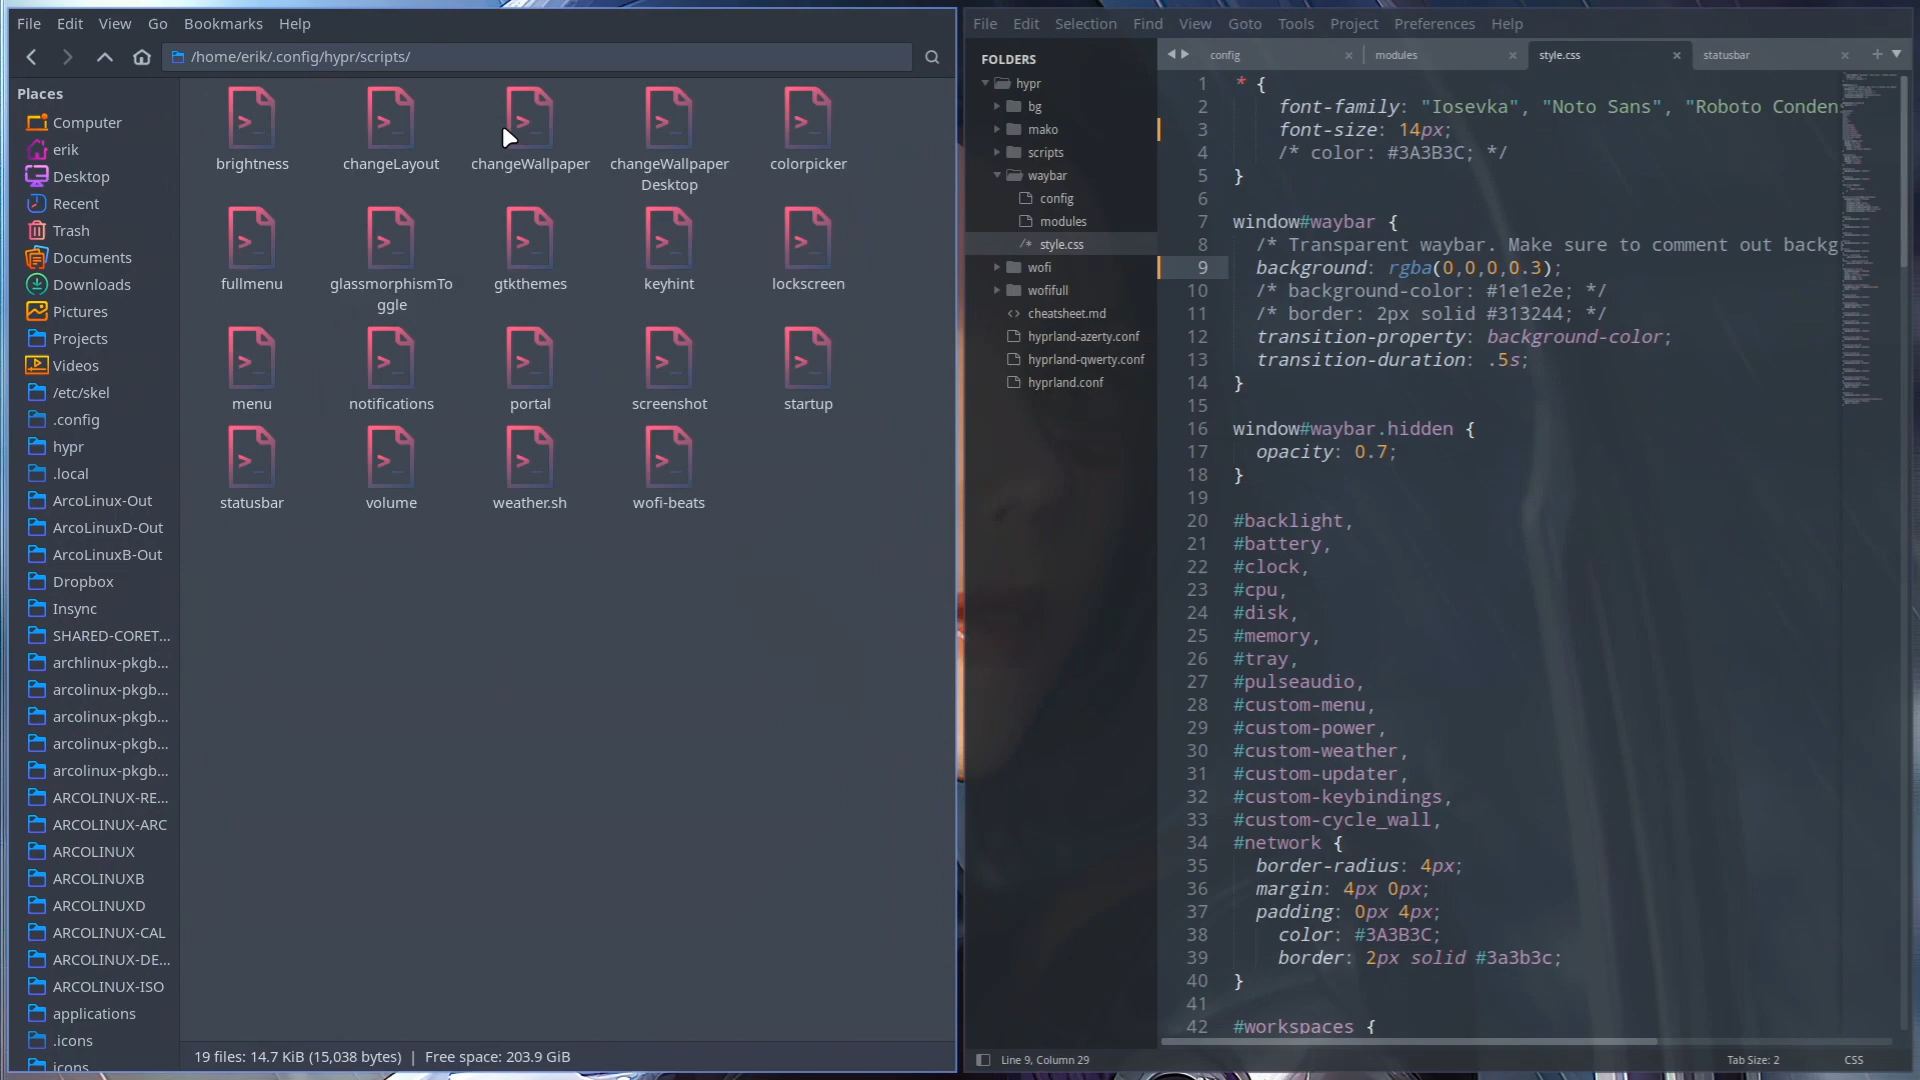 File Edit View Go Bookmarks Help
/home/erik/.config/hypr/scripts/
Places
Computer
erik
Desktop
Recent
Trash
Documents
Downloads
Pictures
Projects
Videos
/etc/skel
.config
hypr
.local
ArcoLinux-Out
ArcoLinuxD-Out
ArcoLinuxB-Out
Dropbox
Insync
SHARED-CORET...
archlinux-pkgb...
arcolinux-pkgb...
arcolinux-pkgb...
arcolinux-pkgb...
arcolinux-pkgb...
ARCOLINUX-RE...
ARCOLINUX-ARC
ARCOLINUX
ARCOLINUXB
ARCOLINUXD
ARCOLINUX-CAL
ARCOLINUX-DE...
ARCOLINUX-ISO
applications
.icons
icons
brightness changeLayout changeWallpaper changeWallpaper colorpicker
Desktop
fullmenu glassmorphismTo gtkthemes keyhint lockscreen
ggle
menu notifications portal screenshot startup
statusbar volume weather.sh wofi-beats
19 files: 14.7 KiB (15,038 bytes) | Free space: 203.9 GiB
File Edit Selection Find View Goto Tools Project Preferences Help
FOLDERS
hypr
bg
mako
scripts
waybar
config
modules
/* style.css
wofi
wofifull
<> cheatsheet.md
hyprland-azerty.conf
hyprland-qwerty.conf
hyprland.conf
config modules style.css statusbar
1 * {
2 font-family: "Iosevka", "Noto Sans", "Roboto Conden
3 font-size: 14px;
4 /* color: #3A3B3C; */
5 }
6
7 window#waybar {
8 /* Transparent waybar. Make sure to comment out backg
9 background: rgba(0,0,0,0.3);
10 /* background-color: #1e1e2e; */
11 /* border: 2px solid #313244; */
12 transition-property: background-color;
13 transition-duration: .5s;
14 }
15
16 window#waybar.hidden {
17 opacity: 0.7;
18 }
19
20 #backlight,
21 #battery,
22 #clock,
23 #cpu,
24 #disk,
25 #memory,
26 #tray,
27 #pulseaudio,
28 #custom-menu,
29 #custom-power,
30 #custom-weather,
31 #custom-updater,
32 #custom-keybindings,
33 #custom-cycle_wall,
34 #network {
35 border-radius: 4px;
36 margin: 4px 0px;
37 padding: 0px 4px;
38 color: #3A3B3C;
39 border: 2px solid #3a3b3c;
40 }
41
42 #workspaces {
Line 9, Column 29 Tab Size: 2 CSS